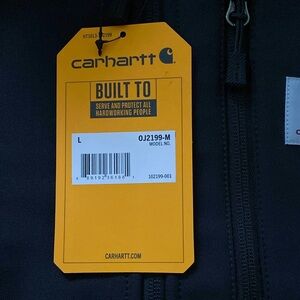 carhartt
BUILT TO
SERVE AND PROTECT ALL
HARDWORKING PEOPLE
L
OJ2199-M
MODEL NO.
102199-001
CARHARTT.COM